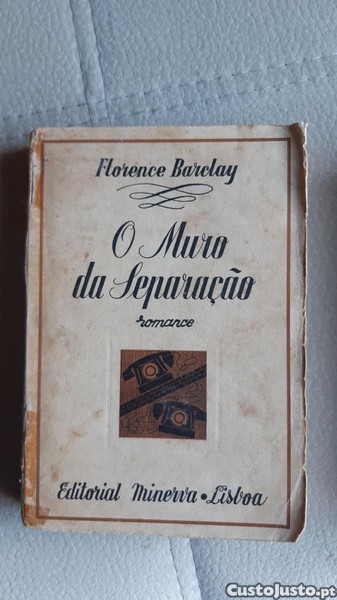 Florence Barclay
O Muro
da Separação
romance
Editorial Minerva • Lisboa
CustoJusto.pt